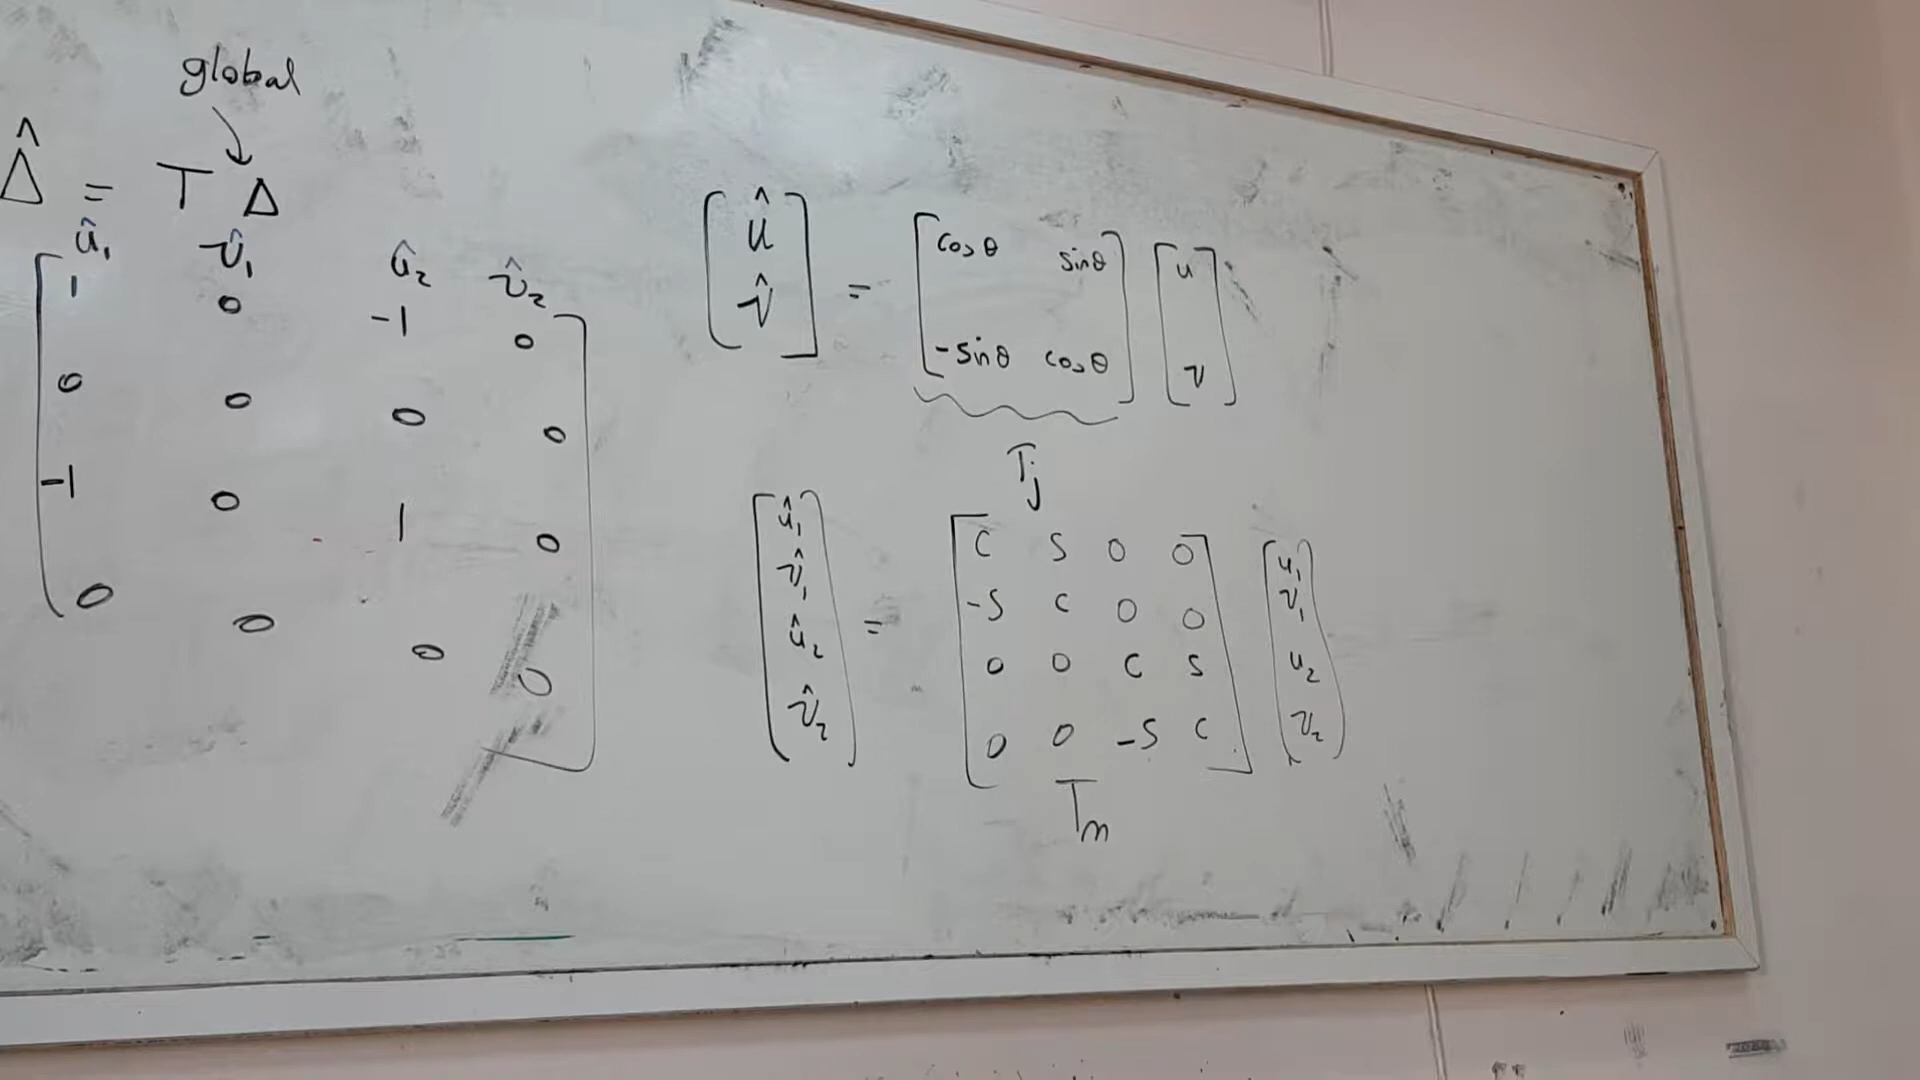 global
Δ̂ = T Δ
û₁ v̂₁ û₂ v̂₂
1 0 -1 0
0 0 0 0
-1 0 1 0
0 0 0 0
[û v̂] = [cosθ sinθ
-sinθ cosθ] [u v]
Tj
[û₁ v̂₁ û₂ v̂₂] = [C S 0 0
-S C 0 0
0 0 C S
0 0 -S C] [u₁ v₁ u₂ v₂]
Tm